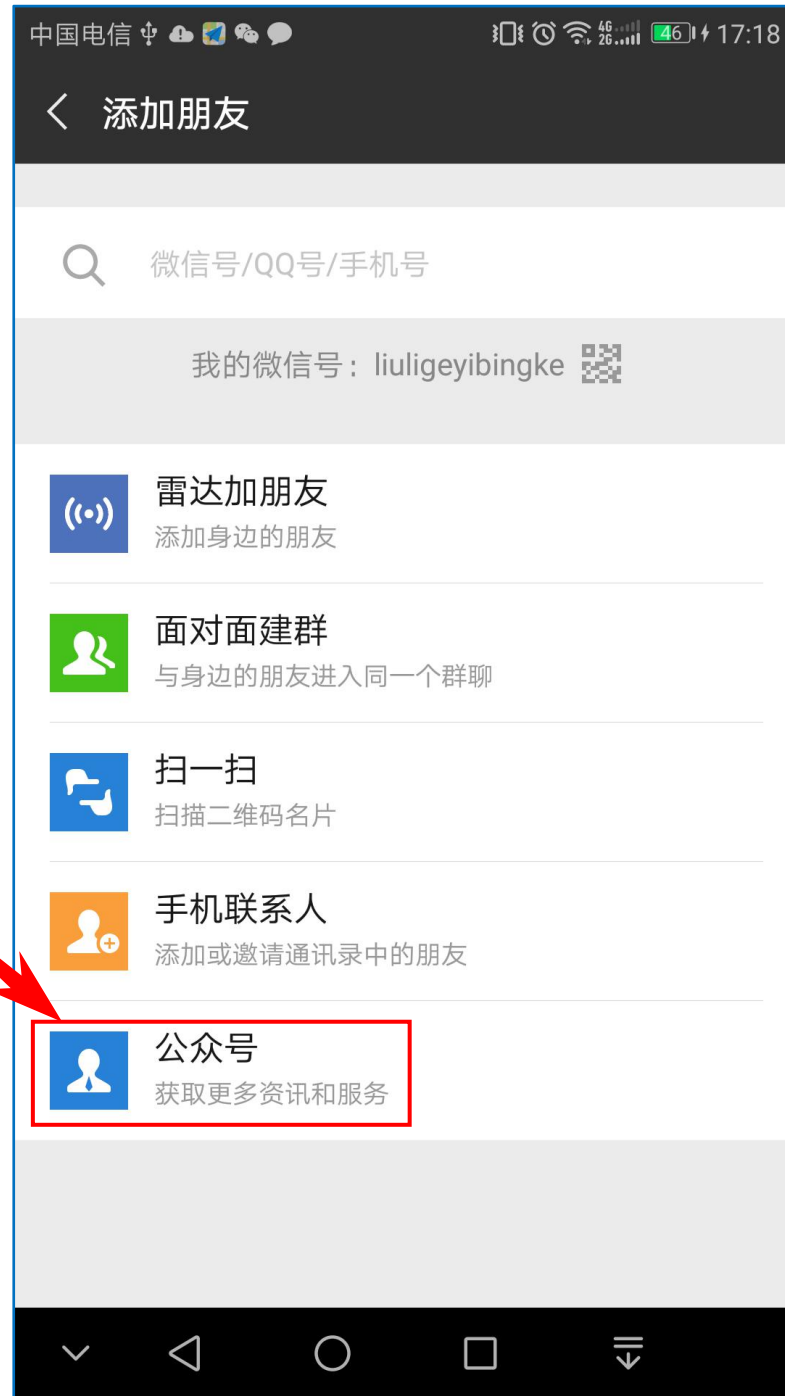 中国电信 46 17:18
添加朋友
微信号/QQ号/手机号
我的微信号：liuligeyibingke
雷达加朋友
添加身边的朋友
面对面建群
与身边的朋友进入同一个群聊
扫一扫
扫描二维码名片
手机联系人
添加或邀请通讯录中的朋友
公众号
获取更多资讯和服务